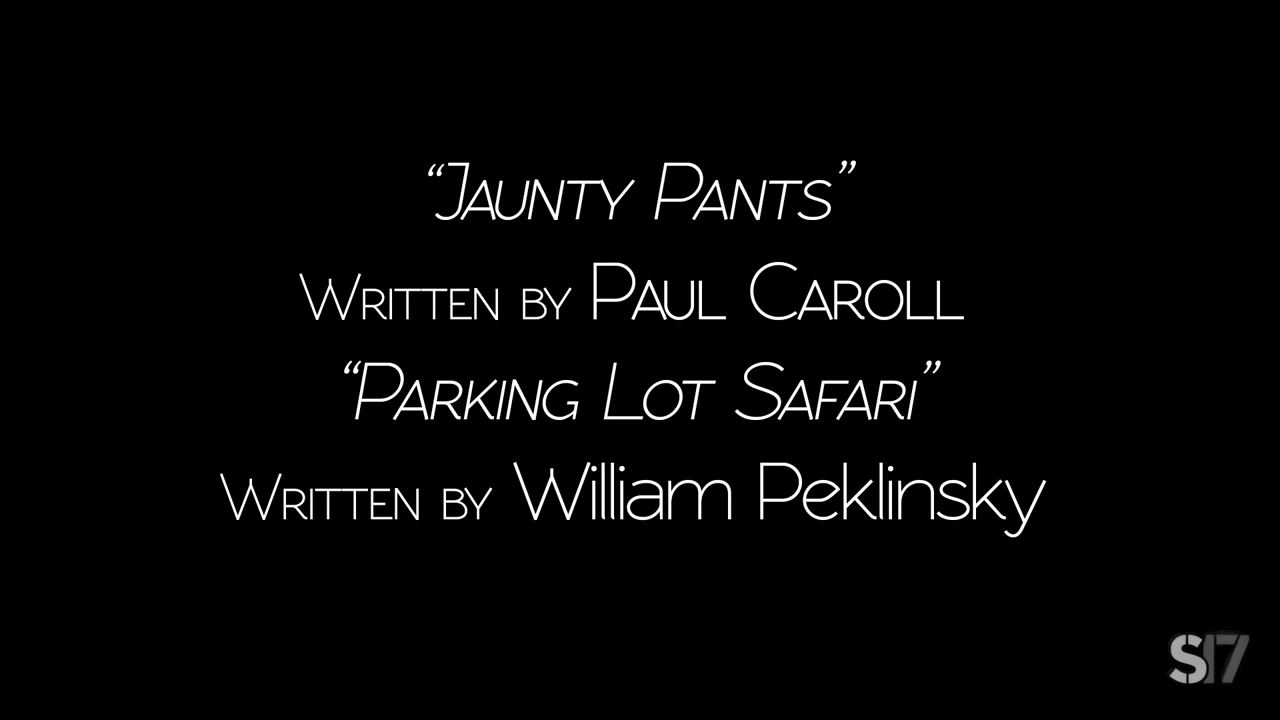 “Jaunty Pants”
Written by Paul Caroll
“Parking Lot Safari”
Written by William Peklinsky
S17